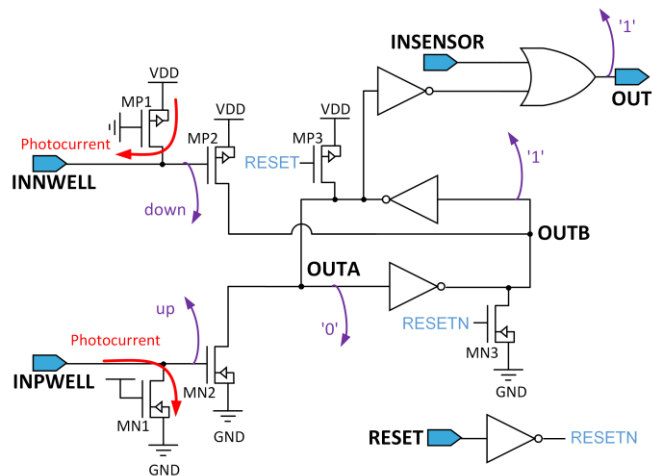 '1'
INSENSOR
OUT
VDD
MP1
VDD
MP2
VDD
MP3
Photocurrent
INNWELL
RESET
'1'
down
OUTB
OUTA
up
'0'
Photocurrent
RESETN
INPWELL
MN3
MN2
MN1
GND
GND
GND
RESET
RESETN